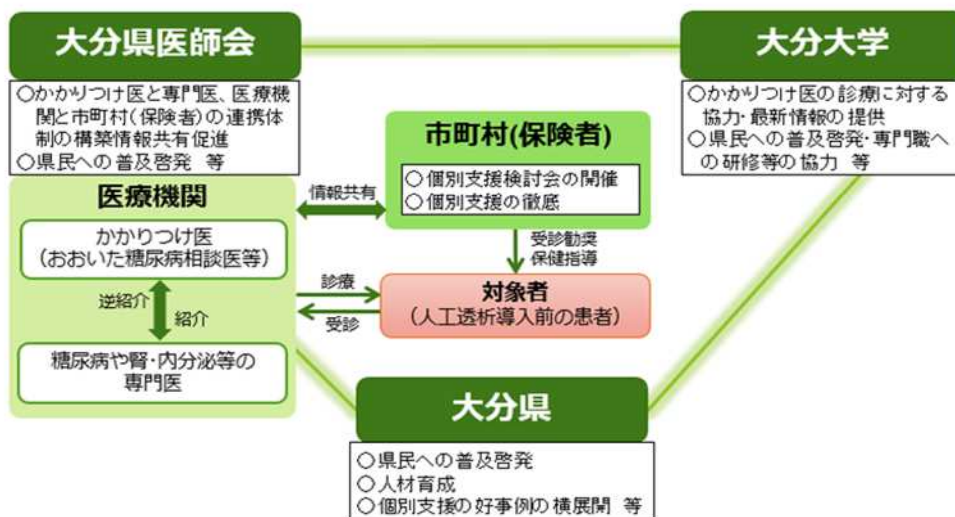 大分県医師会
○かかりつけ医と専門医、医療機
関と市町村(保険者)の連携体
制の構築情報共有促進
○県民への普及啓発 等
大分大学
○かかりつけ医の診療に対する
協力・最新情報の提供
○県民への普及啓発・専門職へ
の研修等の協力 等
市町村(保険者)
○個別支援検討会の開催
○個別支援の徹底
医療機関
かかりつけ医
(おおいた糖尿病相談医等)
逆紹介
紹介
糖尿病や腎・内分泌等の
専門医
情報共有
受診勧奨
保健指導
診療
受診
対象者
(人工透析導入前の患者)
大分県
○県民への普及啓発
○人材育成
○個別支援の好事例の横展開 等